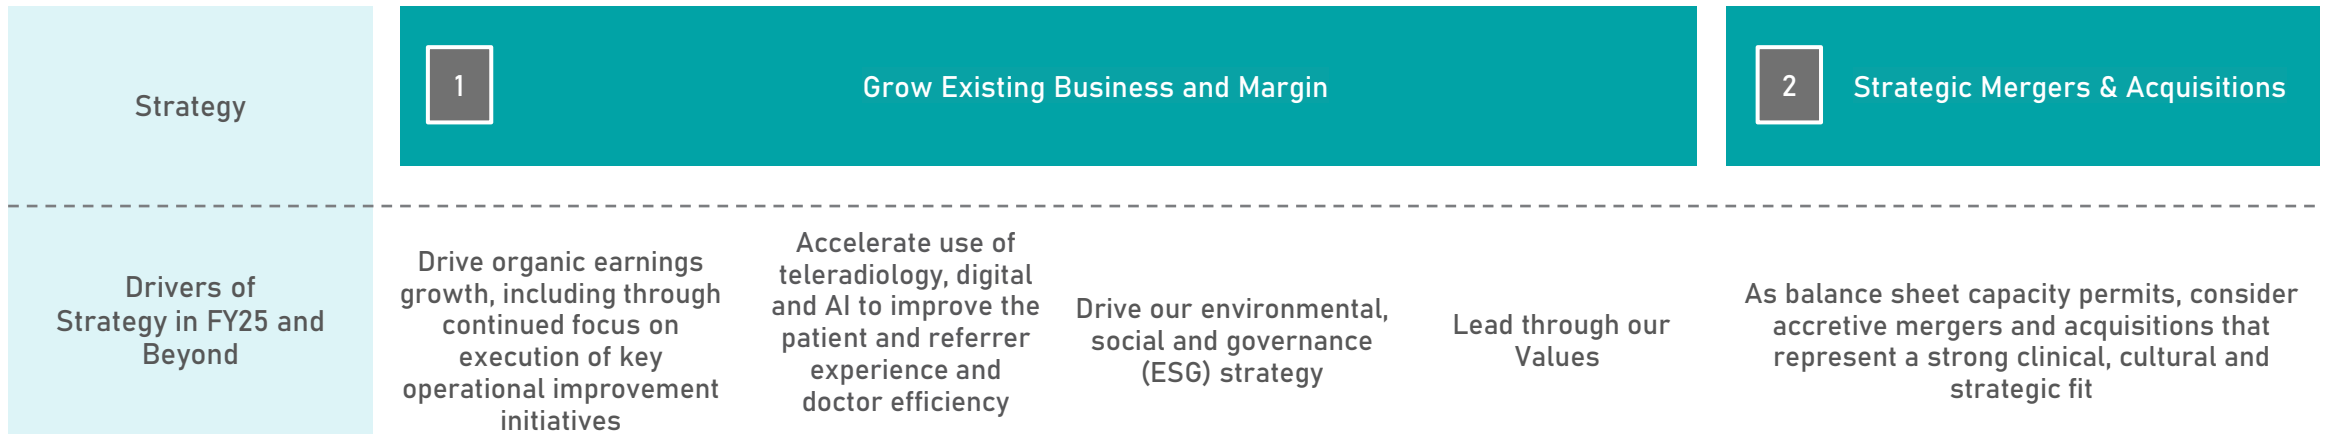 Strategy
1
Grow Existing Business and Margin
2
Strategic Mergers & Acquisitions
Drivers of
Strategy in FY25 and
Beyond
Drive organic earnings
growth, including through
continued focus on
execution of key
operational improvement
initiatives
Accelerate use of
teleradiology, digital
and AI to improve the
patient and referrer
experience and
doctor efficiency
Drive our environmental,
social and governance
(ESG) strategy
Lead through our
Values
As balance sheet capacity permits, consider
accretive mergers and acquisitions that
represent a strong clinical, cultural and
strategic fit